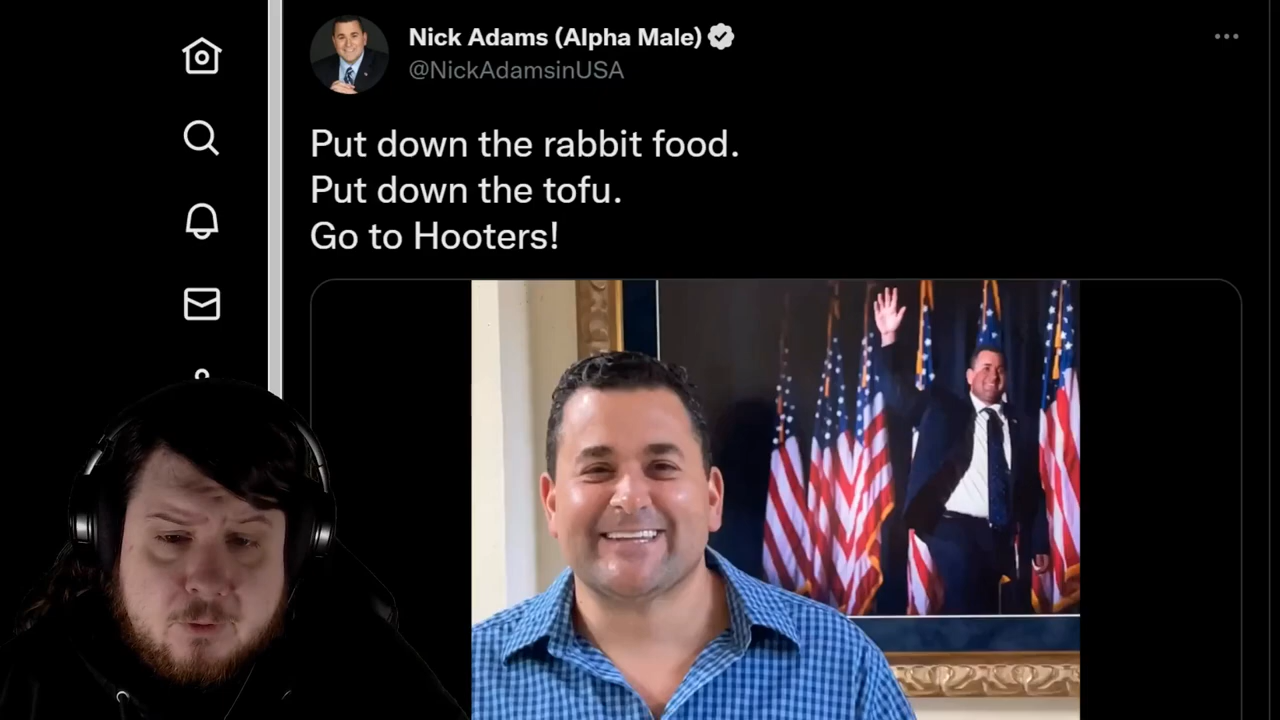 Nick Adams (Alpha Male)
@NickAdamsinUSA
Put down the rabbit food.
Put down the tofu.
Go to Hooters!